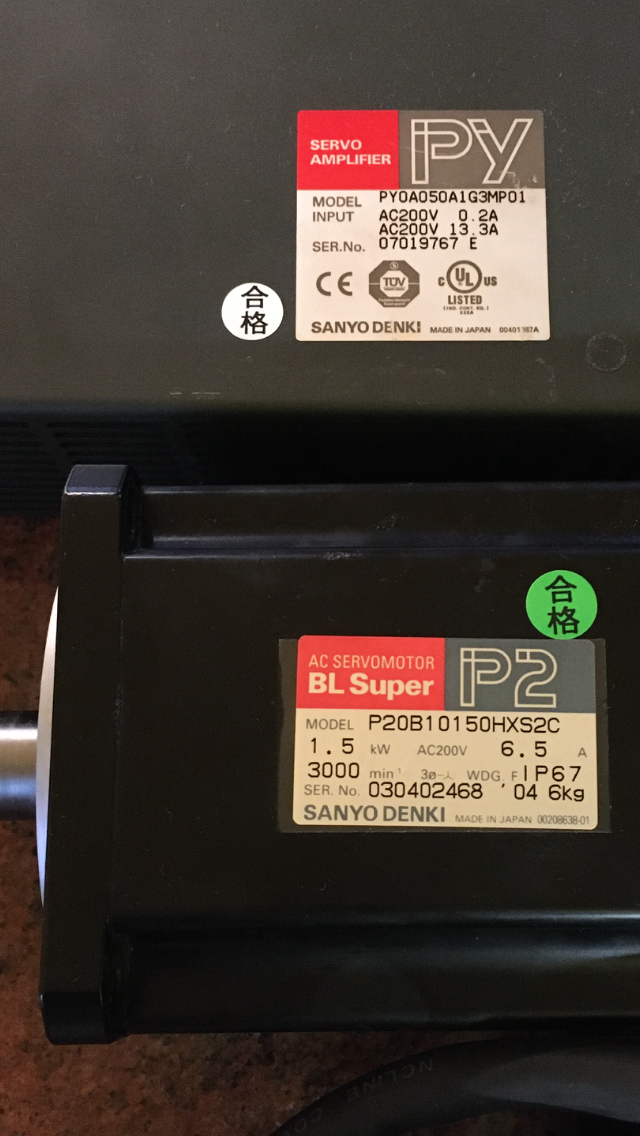 SERVO
AMPLIFIER
PY
MODEL PY0A050A1G3MP01
INPUT AC200V 0.2A
AC200V 13.3A
SER.No. 07019767 E
CE
TÜV
C UL US
LISTED
SANYO DENKI MADE IN JAPAN
合
格
合
格
AC SERVOMOTOR
BL Super
P2
MODEL P20B10150HXS2C
1.5 kW AC200V 6.5 A
3000 min⁻¹ 3ø-人 WDG. F IP67
SER. No. 030402468 '04 6kg
SANYO DENKI MADE IN JAPAN 00208638-01